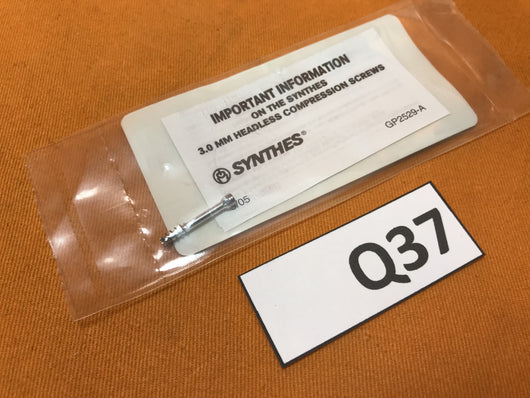 IMPORTANT INFORMATION
ON THE SYNTHES
3.0 MM HEADLESS COMPRESSION SCREWS
SYNTHES®
GP2529-A
05
Q37